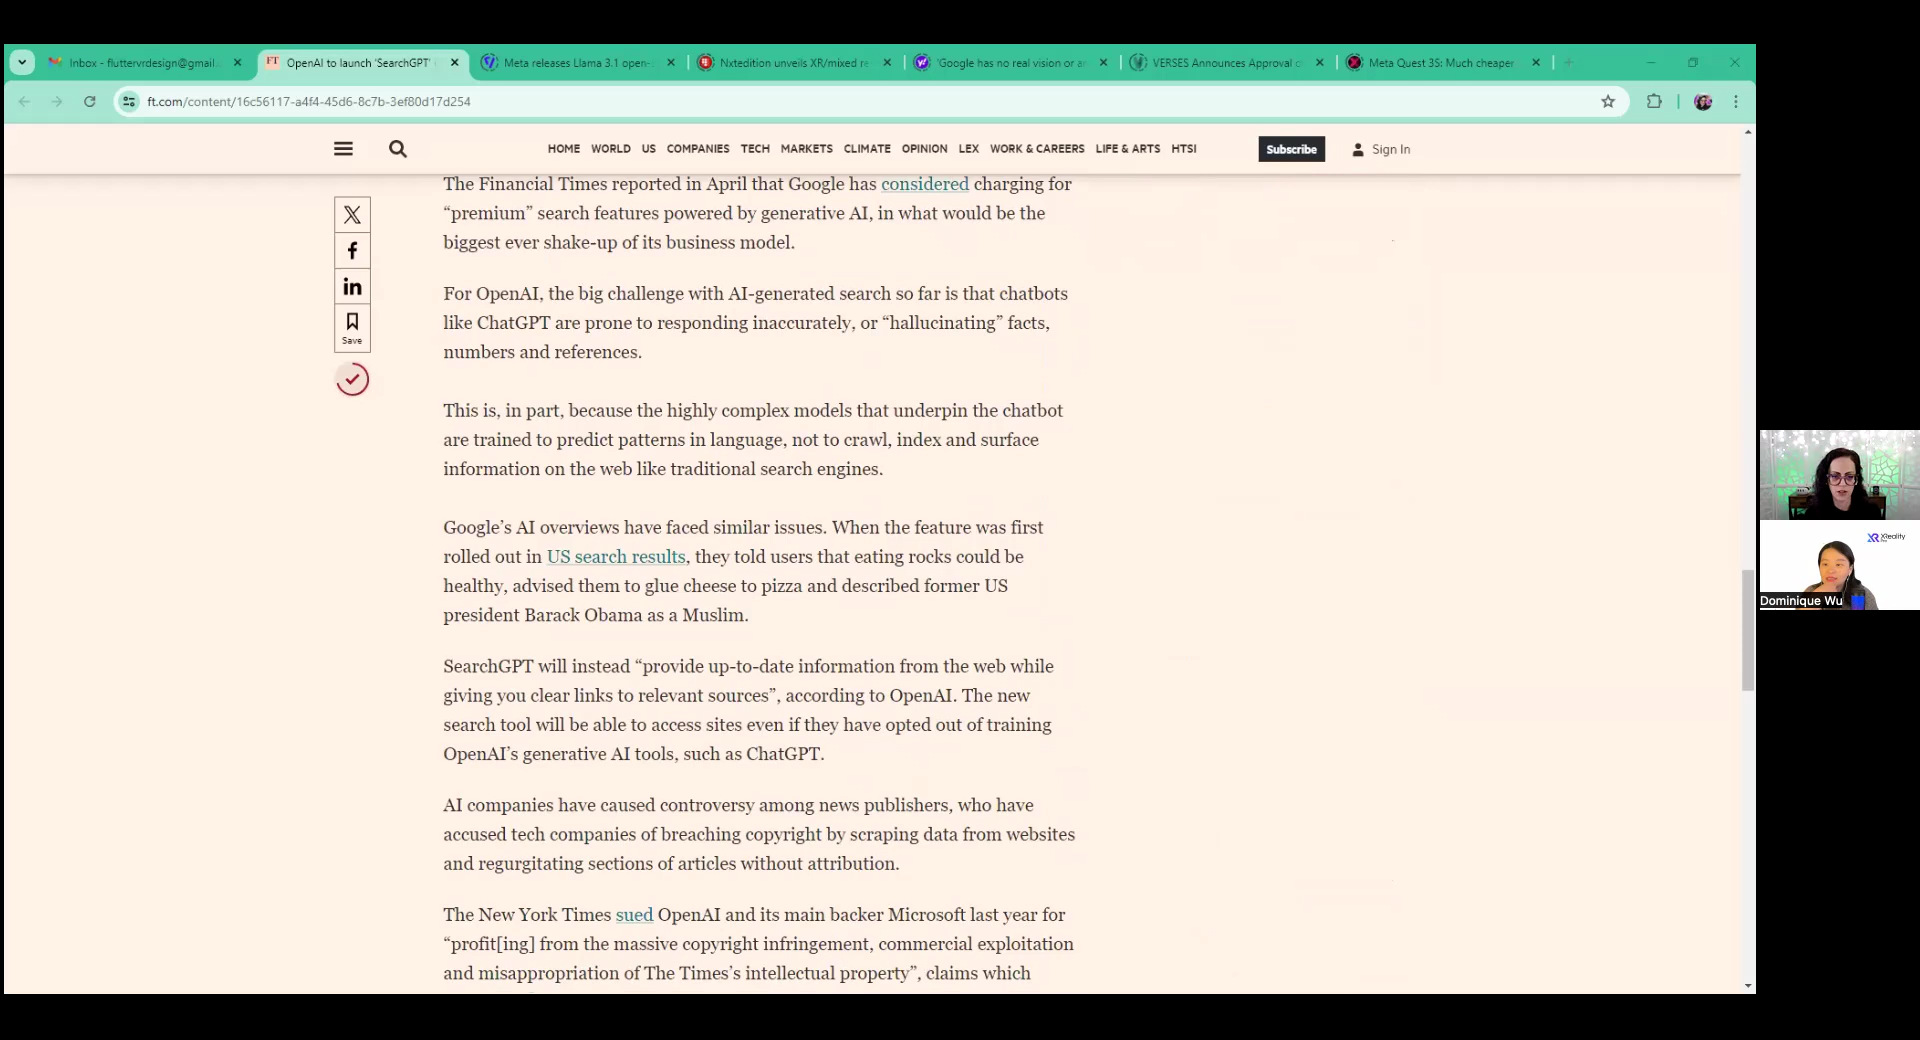 Inbox - fluttervrdesign@gmail.
OpenAI to launch 'SearchGPT'
Meta releases Llama 3.1 open-
Nxtedition unveils XR/mixed re
'Google has no real vision or a
VERSES Announces Approval o
Meta Quest 3S: Much cheaper
ft.com/content/16c56117-a4f4-45d6-8c7b-3ef80d17d254
HOME WORLD US COMPANIES TECH MARKETS CLIMATE OPINION LEX WORK & CAREERS LIFE & ARTS HTSI
Subscribe
Sign In
The Financial Times reported in April that Google has considered charging for
“premium” search features powered by generative AI, in what would be the
biggest ever shake-up of its business model.
Save
For OpenAI, the big challenge with AI-generated search so far is that chatbots
like ChatGPT are prone to responding inaccurately, or “hallucinating” facts,
numbers and references.
This is, in part, because the highly complex models that underpin the chatbot
are trained to predict patterns in language, not to crawl, index and surface
information on the web like traditional search engines.
Google’s AI overviews have faced similar issues. When the feature was first
rolled out in US search results, they told users that eating rocks could be
healthy, advised them to glue cheese to pizza and described former US
president Barack Obama as a Muslim.
SearchGPT will instead “provide up-to-date information from the web while
giving you clear links to relevant sources”, according to OpenAI. The new
search tool will be able to access sites even if they have opted out of training
OpenAI’s generative AI tools, such as ChatGPT.
AI companies have caused controversy among news publishers, who have
accused tech companies of breaching copyright by scraping data from websites
and regurgitating sections of articles without attribution.
The New York Times sued OpenAI and its main backer Microsoft last year for
“profit[ing] from the massive copyright infringement, commercial exploitation
and misappropriation of The Times’s intellectual property”, claims which
XReality
Dominique Wu